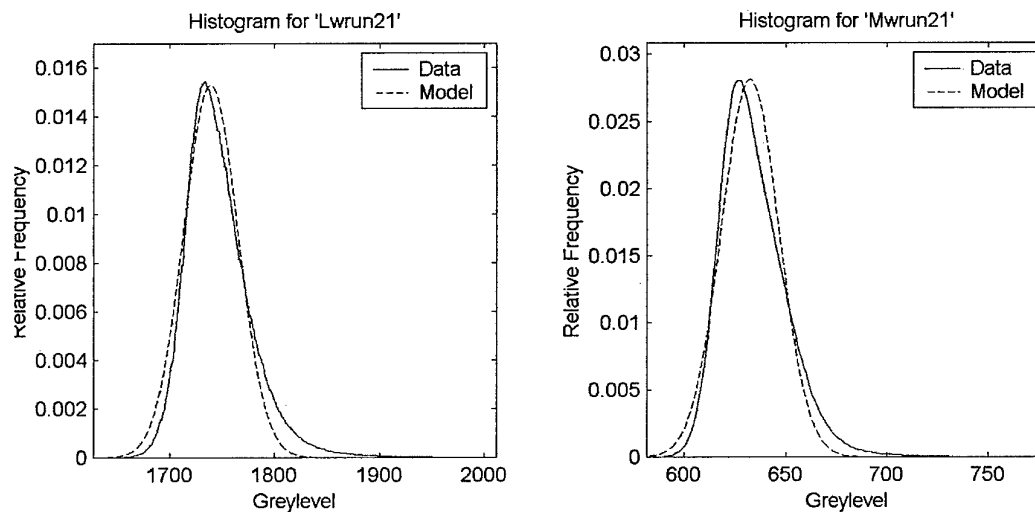 Histogram for 'Lwrun21'
0.016
0.014
0.012
0.01
0.008
0.006
0.004
0.002
0
Relative Frequency
Data
Model
1700
1800
1900
2000
Greylevel
Histogram for 'Mwrun21'
0.03
0.025
0.02
0.015
0.01
0.005
0
Relative Frequency
Data
Model
600
650
700
750
Greylevel